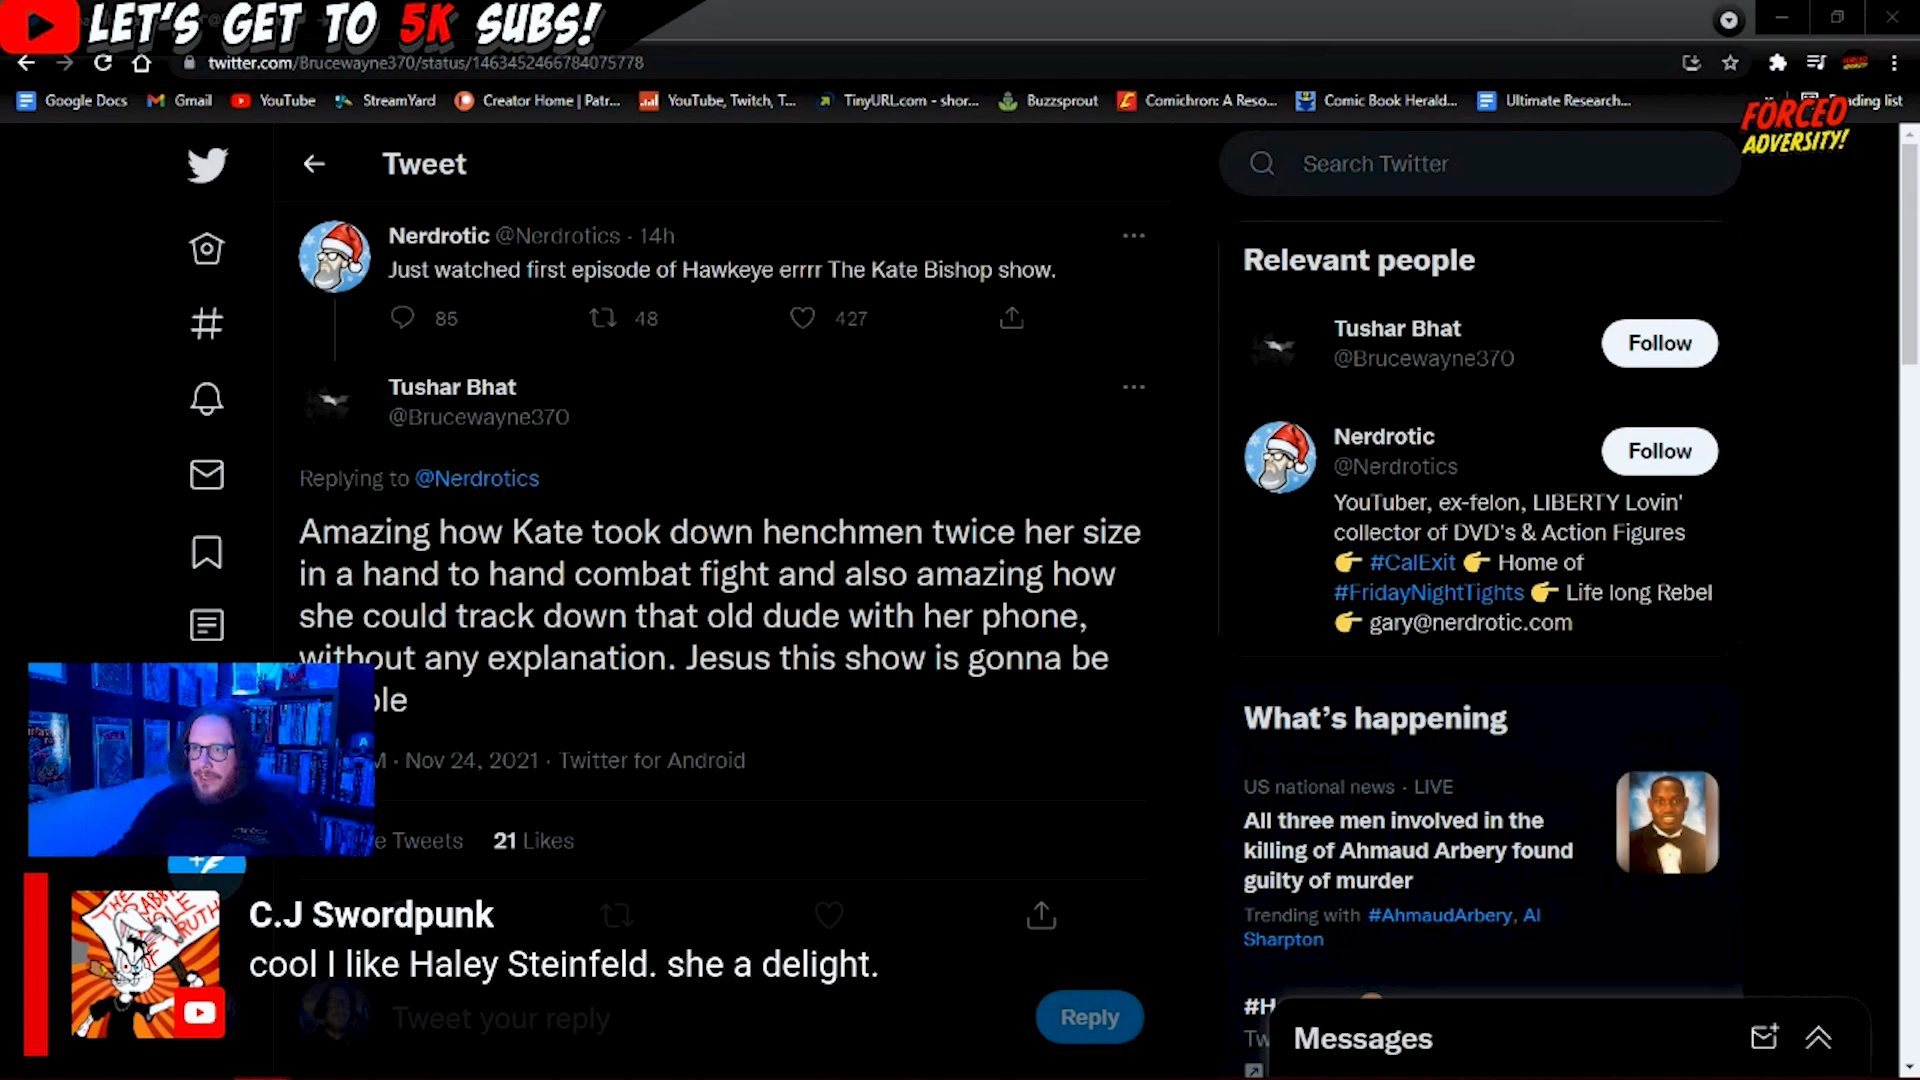 LET'S GET TO 5K SUBS!
twitter.com/Brucewayne370/status/1463452466784075778
Google Docs
Gmail
YouTube
StreamYard
Creator Home | Patr...
YouTube, Twitch, T...
TinyURL.com - shor...
Buzzsprout
Comichron: A Reso...
Comic Book Herald...
Ultimate Research...
ding list
FORCED
ADVERSITY!
Tweet
Search Twitter
Nerdrotic @Nerdrotics · 14h
Just watched first episode of Hawkeye errrr The Kate Bishop show.
85
48
427
Tushar Bhat
@Brucewayne370
Replying to @Nerdrotics
Amazing how Kate took down henchmen twice her size
in a hand to hand combat fight and also amazing how
she could track down that old dude with her phone,
without any explanation. Jesus this show is gonna be
M · Nov 24, 2021 · Twitter for Android
e Tweets 21 Likes
C.J Swordpunk
cool I like Haley Steinfeld. she a delight.
Tweet your reply
Reply
Relevant people
Tushar Bhat
@Brucewayne370
Follow
Nerdrotic
@Nerdrotics
Follow
YouTuber, ex-felon, LIBERTY Lovin'
collector of DVD's & Action Figures
👉 #CalExit 👉 Home of
#FridayNightTights 👉 Life long Rebel
👉 gary@nerdrotic.com
What's happening
US national news · LIVE
All three men involved in the
killing of Ahmaud Arbery found
guilty of murder
Trending with #AhmaudArbery, Al
Sharpton
#H
Tw
Messages